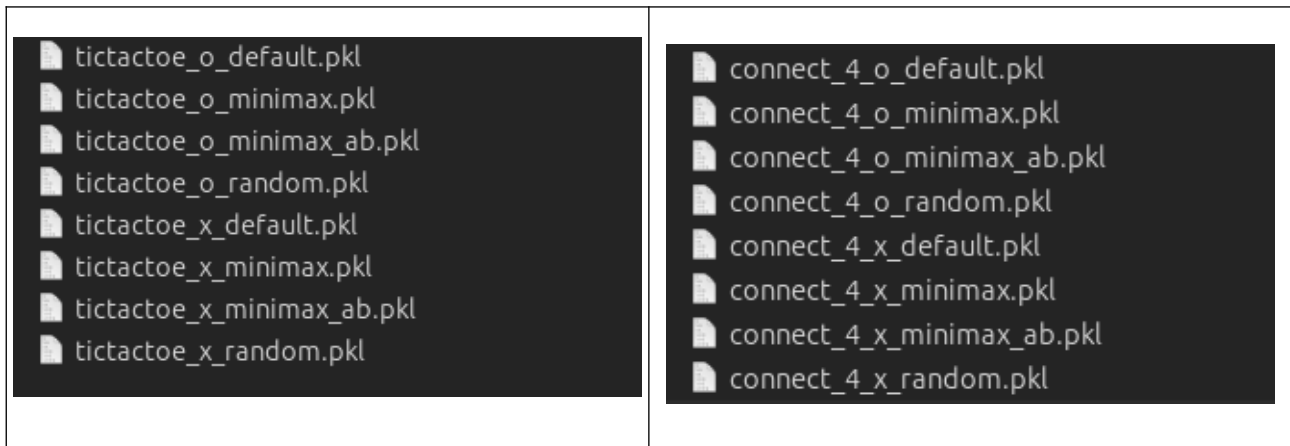 tictactoe_o_default.pkl
tictactoe_o_minimax.pkl
tictactoe_o_minimax_ab.pkl
tictactoe_o_random.pkl
tictactoe_x_default.pkl
tictactoe_x_minimax.pkl
tictactoe_x_minimax_ab.pkl
tictactoe_x_random.pkl
connect_4_o_default.pkl
connect_4_o_minimax.pkl
connect_4_o_minimax_ab.pkl
connect_4_o_random.pkl
connect_4_x_default.pkl
connect_4_x_minimax.pkl
connect_4_x_minimax_ab.pkl
connect_4_x_random.pkl